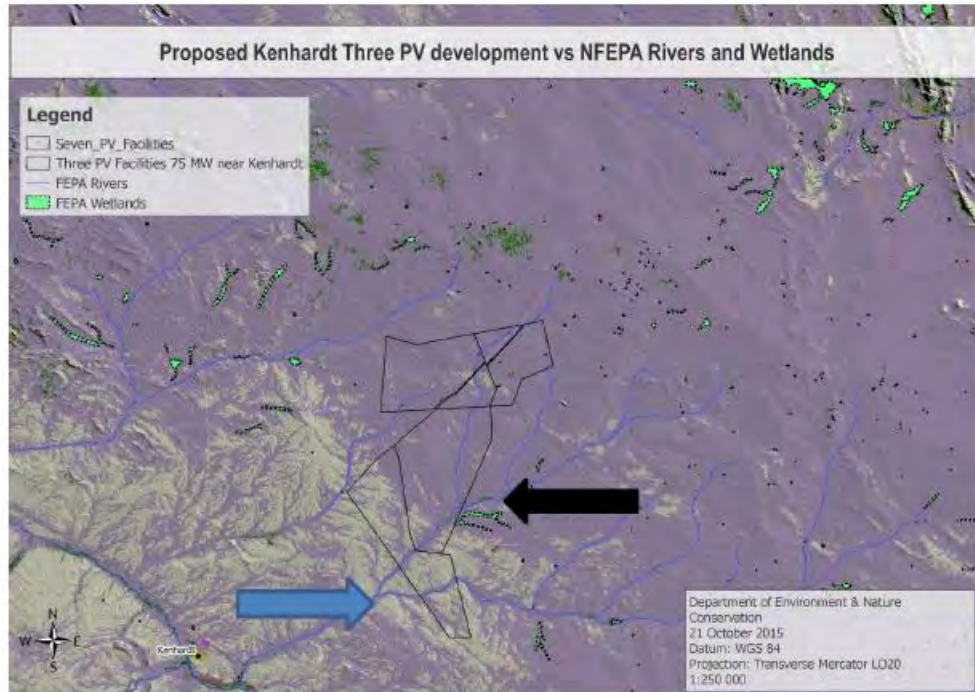 Proposed Kenhardt Three PV development vs NFEPA Rivers and Wetlands
Legend
Seven_PV_Facilities
Three PV Facilities 75 MW near Kenhardt
FEPA Rivers
FEPA Wetlands
N
W E
S
Kenhardt
Department of Environment & Nature
Conservation
21 October 2015
Datum: WGS 84
Projection: Transverse Mercator LO20
1:250 000